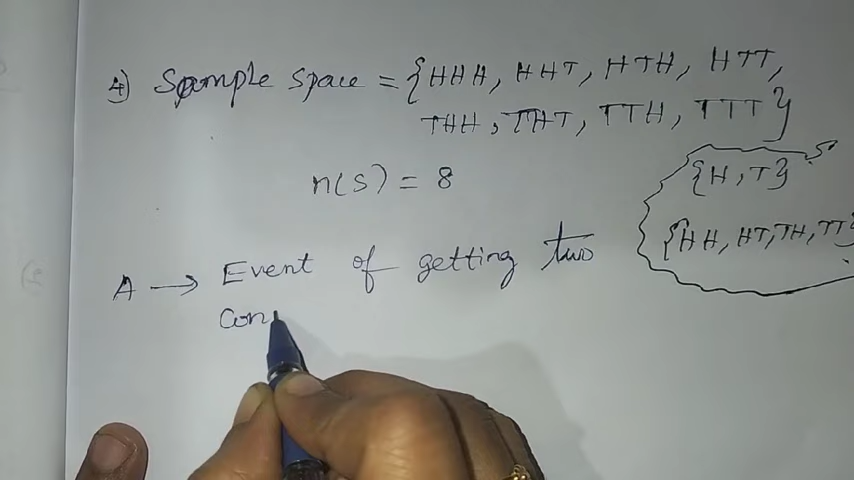 4) Sample space = {HHH, HHT, HTH, HTT,
THH, THT, TTH, TTT}
n(S) = 8
{H, T}
{HH, HT, TH, TT}
A → Event of getting two
Con